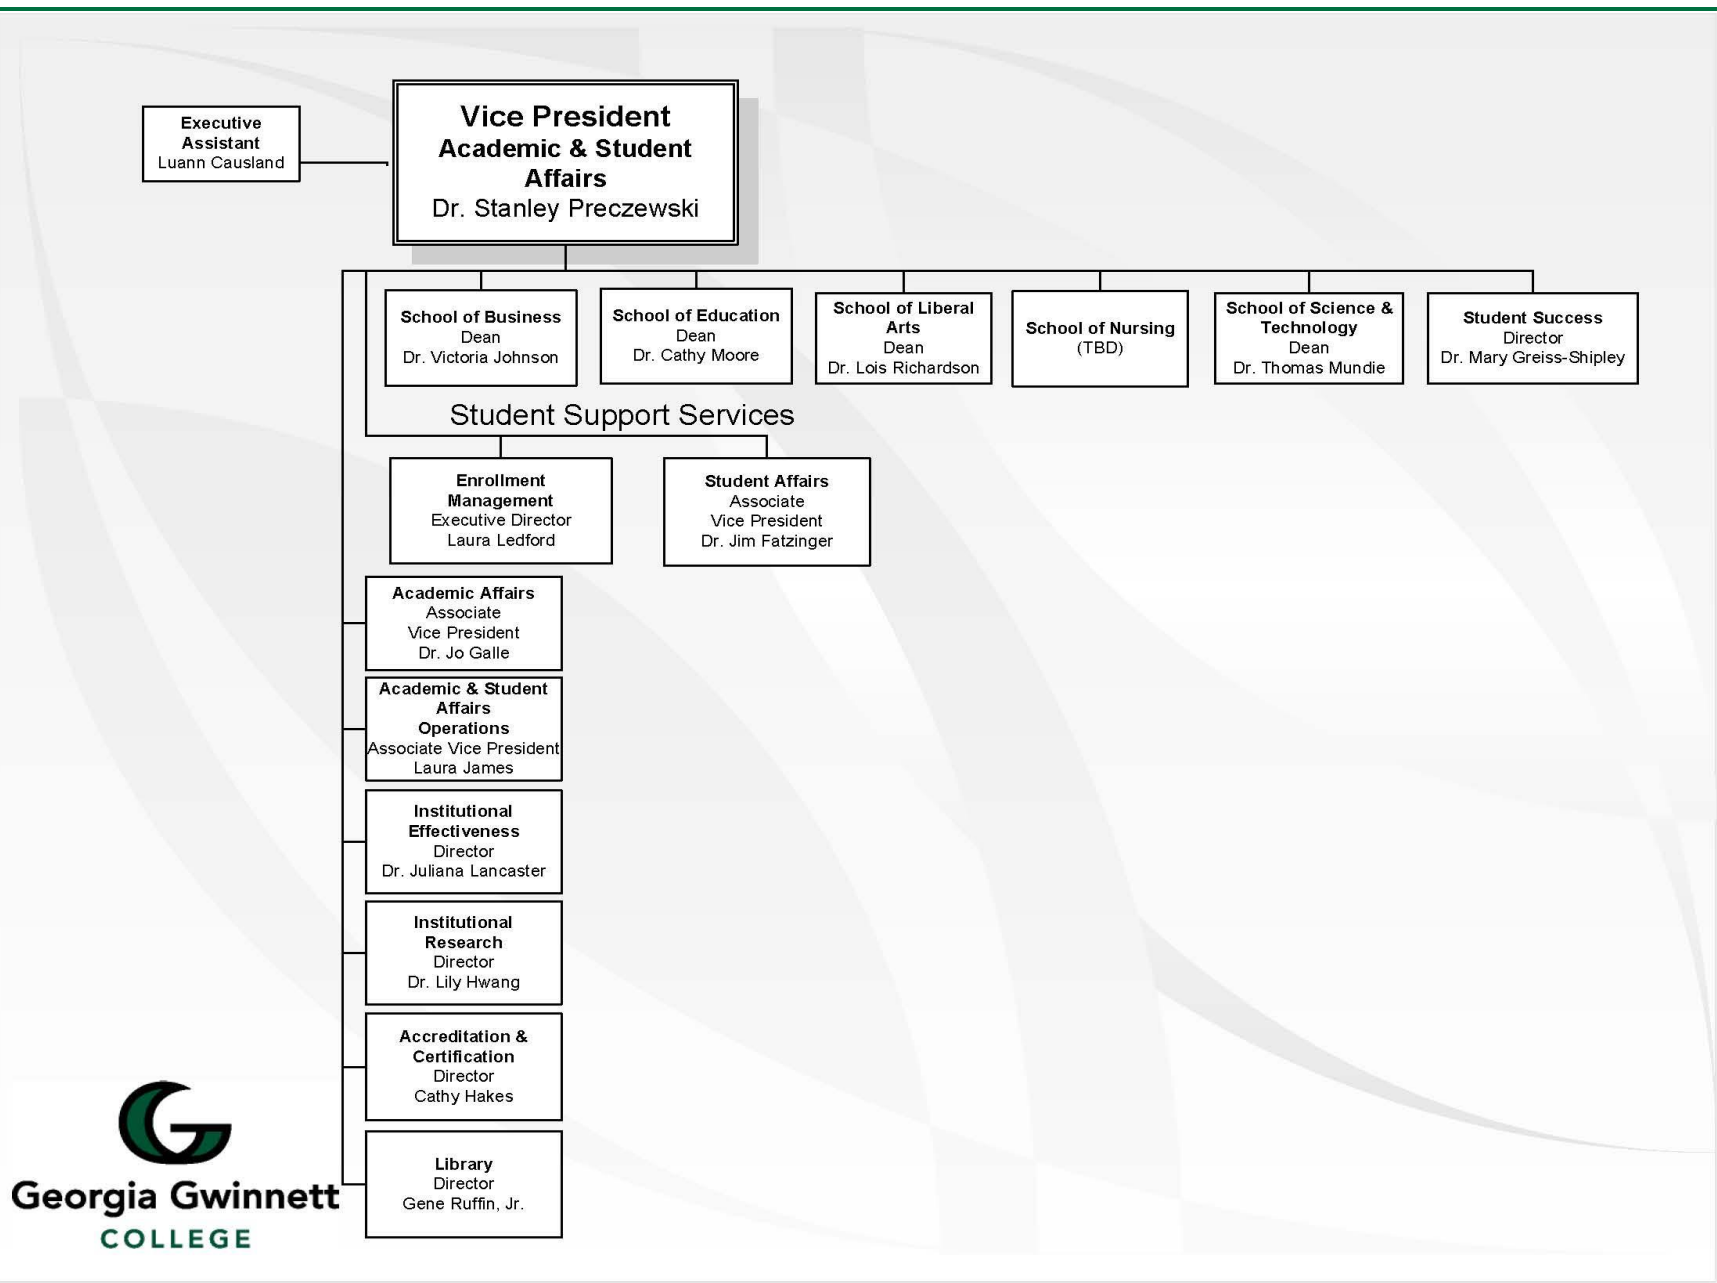 Executive
Assistant
Luann Causland
Vice President
Academic & Student
Affairs
Dr. Stanley Preczewski
School of Business
Dean
Dr. Victoria Johnson
School of Education
Dean
Dr. Cathy Moore
School of Liberal
Arts
Dean
Dr. Lois Richardson
School of Nursing
(TBD)
School of Science &
Technology
Dean
Dr. Thomas Mundie
Student Success
Director
Dr. Mary Greiss-Shipley
Student Support Services
Enrollment
Management
Executive Director
Laura Ledford
Student Affairs
Associate
Vice President
Dr. Jim Fatzinger
Academic Affairs
Associate
Vice President
Dr. Jo Galle
Academic & Student
Affairs
Operations
Associate Vice President
Laura James
Institutional
Effectiveness
Director
Dr. Juliana Lancaster
Institutional
Research
Director
Dr. Lily Hwang
Accreditation &
Certification
Director
Cathy Hakes
Library
Director
Gene Ruffin, Jr.
Georgia Gwinnett
COLLEGE